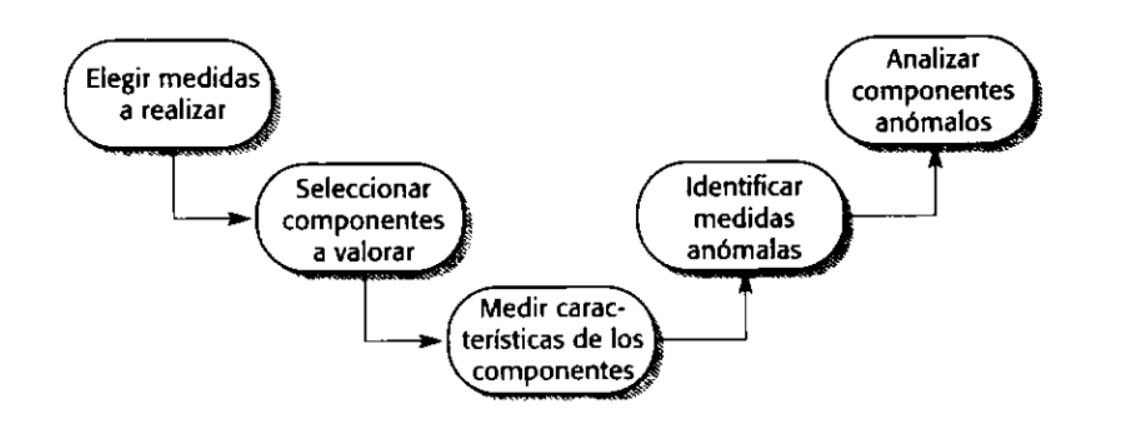 Elegir medidas
a realizar
Seleccionar
componentes
a valorar
Medir carac-
terísticas de los
componentes
Identificar
medidas
anómalas
Analizar
componentes
anómalos